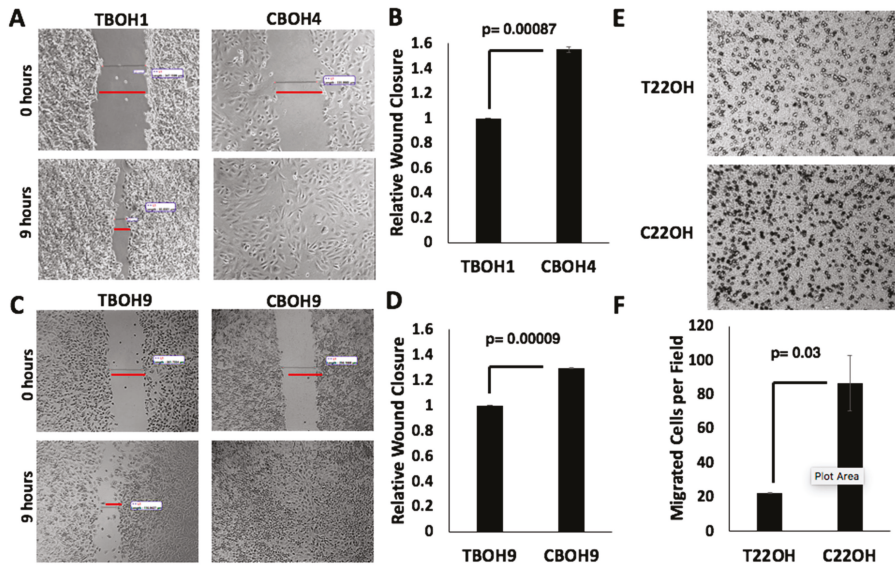 A
TBOH1
CBOH4
0 hours
9 hours
B
p= 0.00087
Relative Wound Closure
1.6
1.4
1.2
1
0.8
0.6
0.4
0.2
0
TBOH1
CBOH4
C
TBOH9
CBOH9
0 hours
9 hours
D
p= 0.00009
Relative Wound Closure
1.6
1.4
1.2
1
0.8
0.6
0.4
0.2
0
TBOH9
CBOH9
E
T22OH
C22OH
F
p= 0.03
Migrated Cells per Field
120
100
80
60
40
20
0
Plot Area
T22OH
C22OH